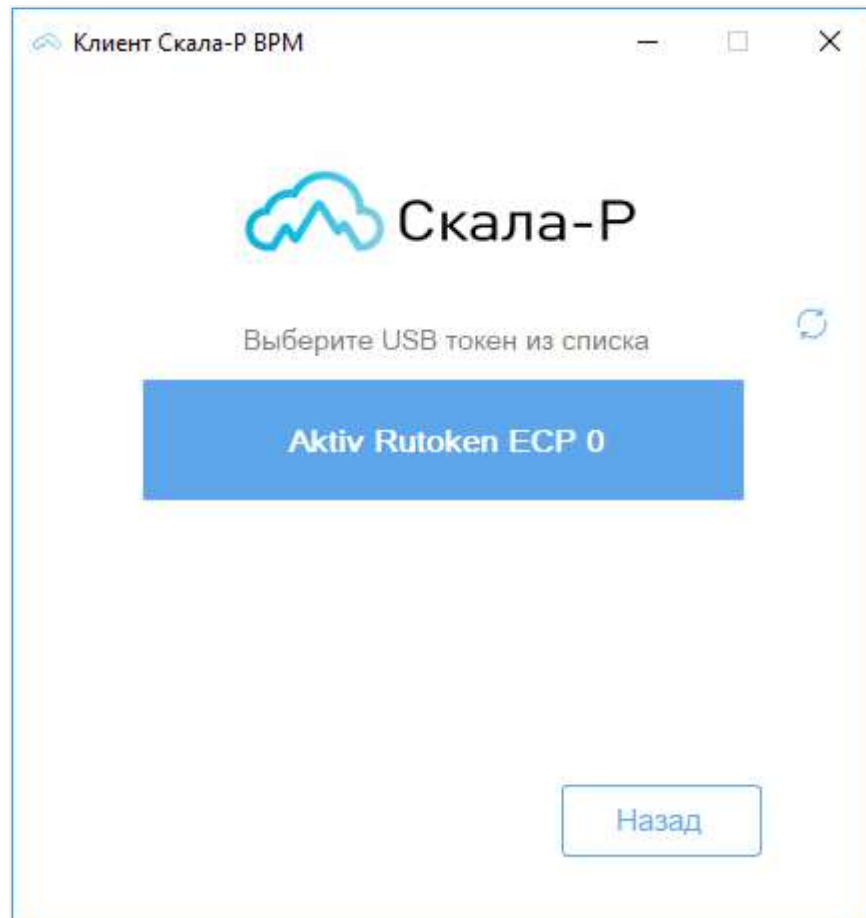 Клиент Скала-Р ВРМ
Скала-Р
Выберите USB токен из списка
Aktiv Rutoken ECP 0
Назад